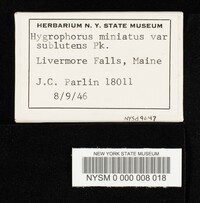 HERBARIUM N. Y. STATE MUSEUM
Hygrophorus miniatus var
sublutens Pk.
Livermore Falls, Maine
J.C. Parlin 18011
8/9/46
NEW YORK STATE MUSEUM
NYSM 0 000 008 018